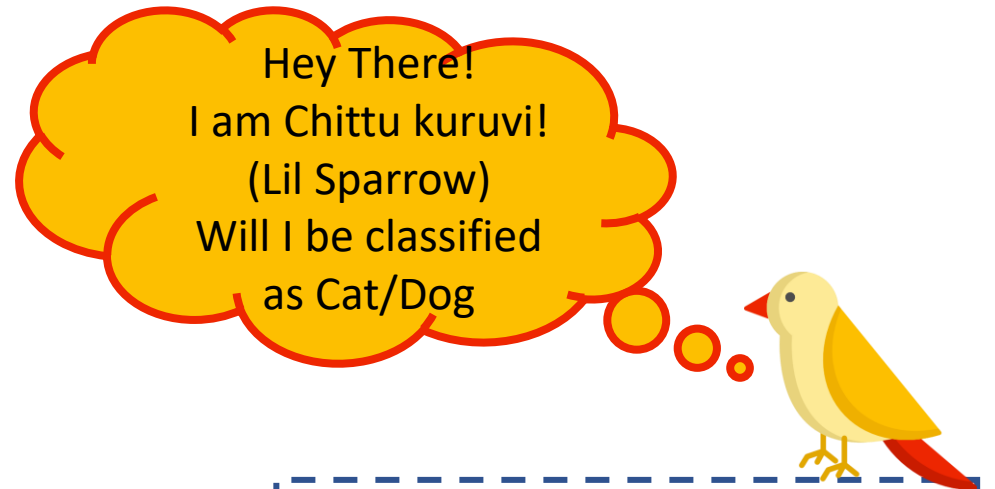 Hey There!
I am Chittu kuruvi!
(Lil Sparrow)
Will I be classified
as Cat/Dog